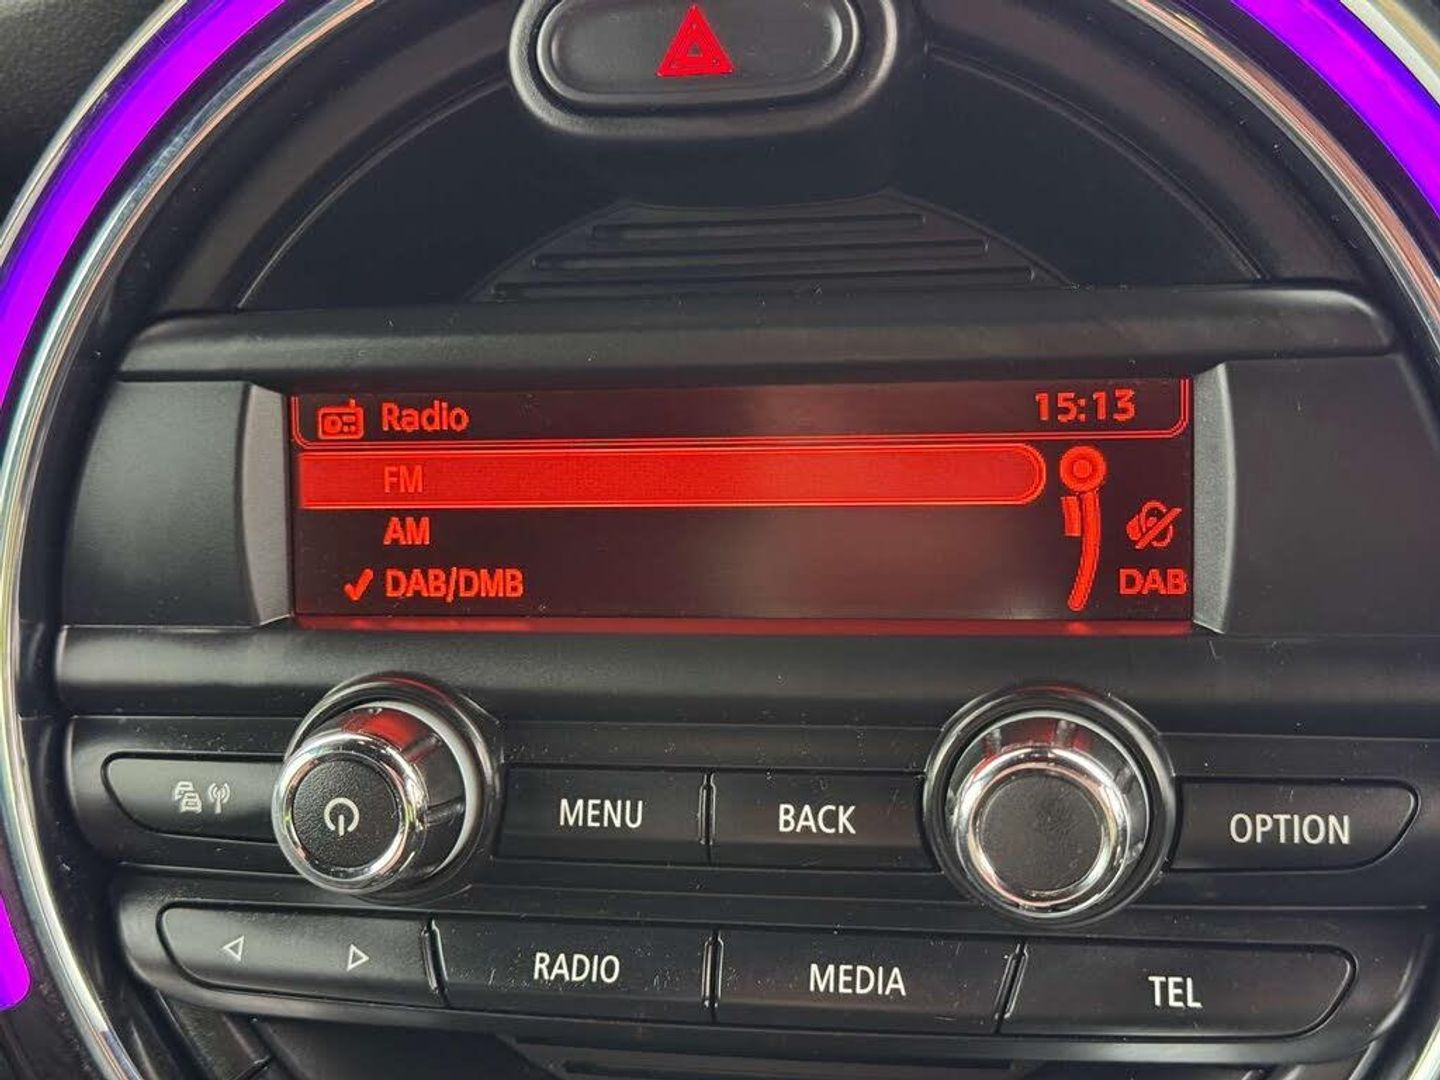 Radio 15:13
FM
AM
DAB/DMB DAB
MENU BACK OPTION
RADIO MEDIA TEL